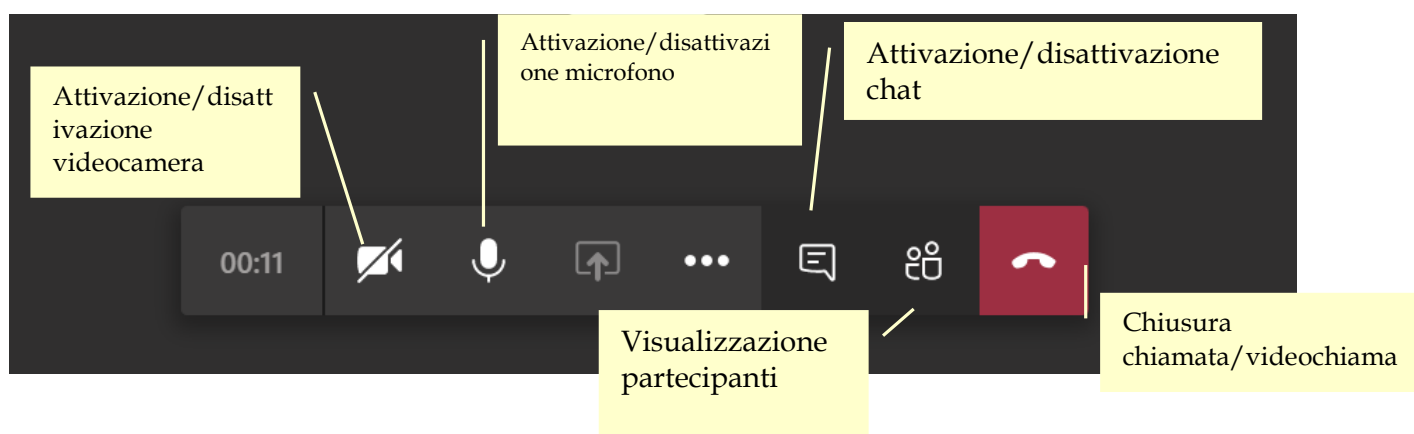 Attivazione/disatt
ivazione
videocamera
Attivazione/disattivazi
one microfono
Attivazione/disattivazione
chat
00:11
Visualizzazione
partecipanti
Chiusura
chiamata/videochiama